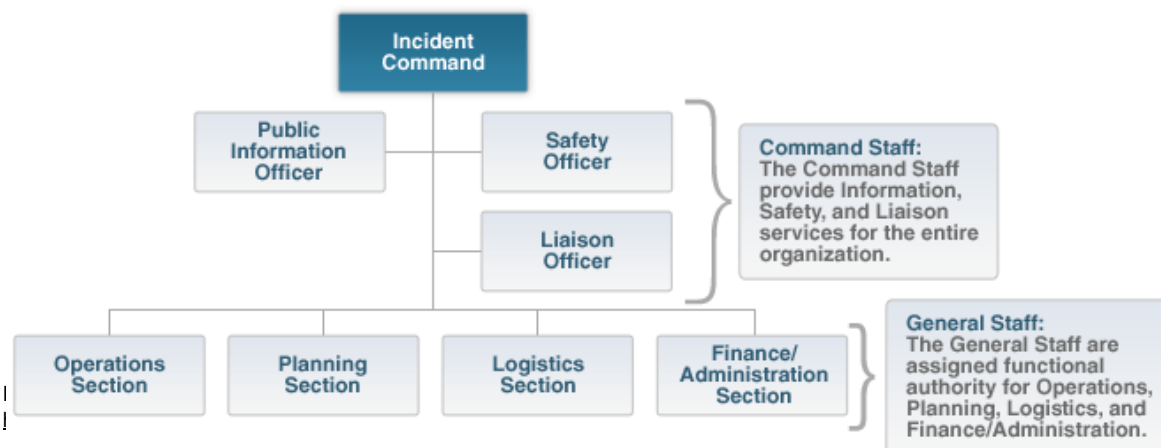 Incident
Command
Public
Information
Officer
Safety
Officer
Command Staff:
The Command Staff
provide Information,
Safety, and Liaison
services for the entire
organization.
Liaison
Officer
Operations
Section
Planning
Section
Logistics
Section
Finance/
Administration
Section
General Staff:
The General Staff are
assigned functional
authority for Operations,
Planning, Logistics, and
Finance/Administration.